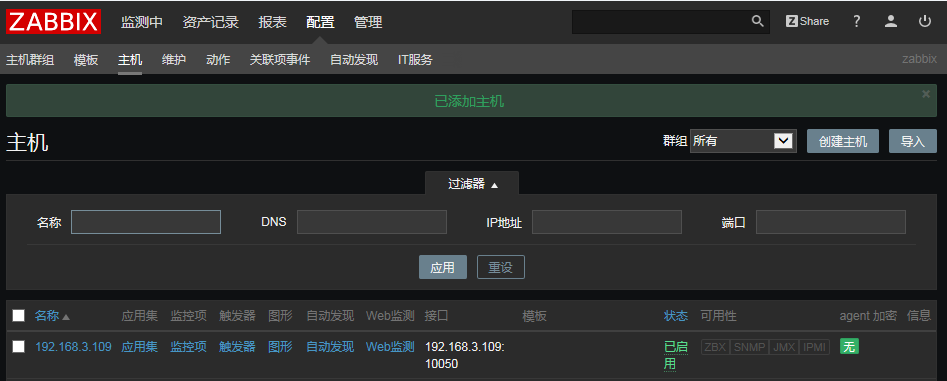 ZABBIX 监测中 资产记录 报表 配置 管理 Z Share ?
主机群组 模板 主机 维护 动作 关联项事件 自动发现 IT服务 zabbix
已添加主机
主机 群组 所有 创建主机 导入
过滤器
名称 DNS IP地址 端口
应用 重设
名称 应用集 监控项 触发器 图形 自动发现 Web监测 接口 模板 状态 可用性 agent 加密 信息
192.168.3.109 应用集 监控项 触发器 图形 自动发现 Web监测 192.168.3.109: 已启 ZBX SNMP JMX IPMI 无
10050 用